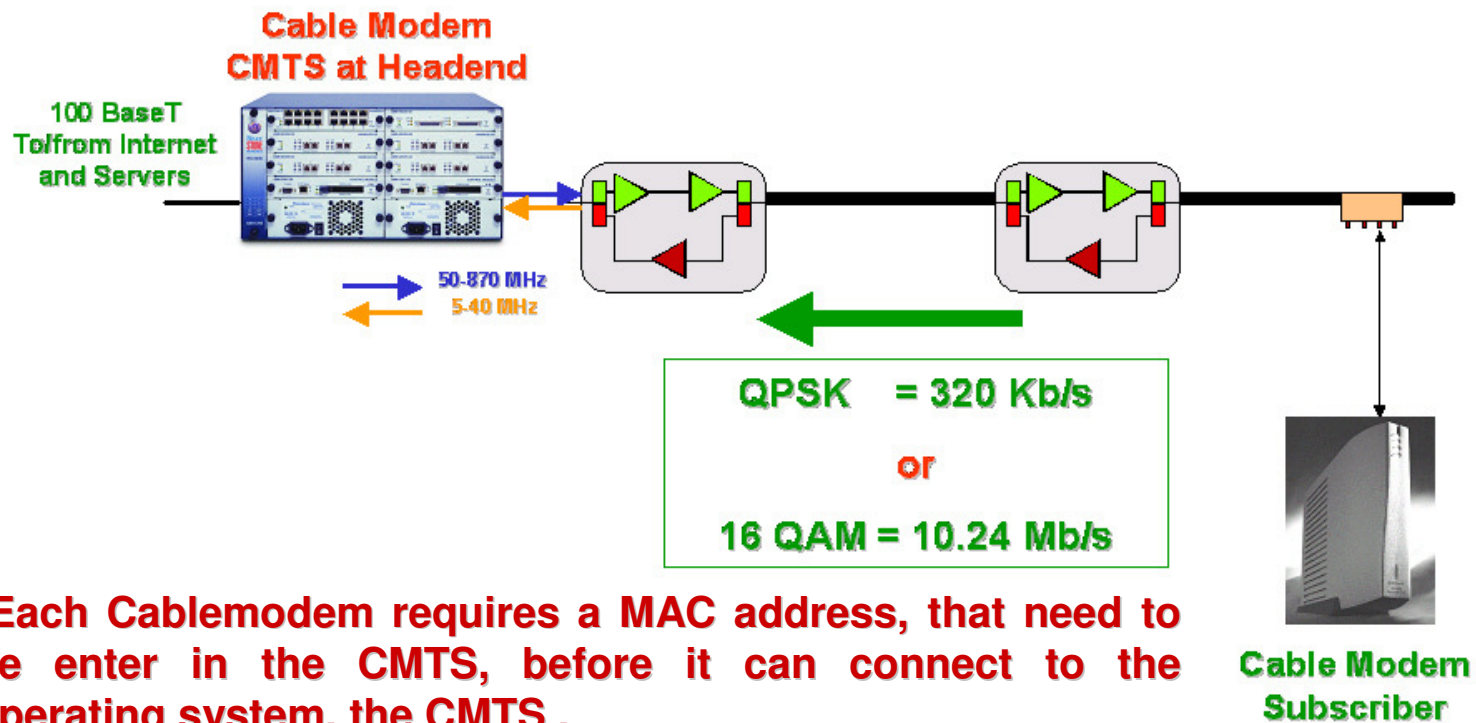 Cable Modem
CMTS at Headend
100 BaseT
To/from Internet
and Servers
50-870 MHz
5-40 MHz
QPSK = 320 Kb/s
or
16 QAM = 10.24 Mb/s
Each Cablemodem requires a MAC address, that need to
enter in the CMTS, before it can connect to the
system, the CMTS .
Cable Modem
Subscriber